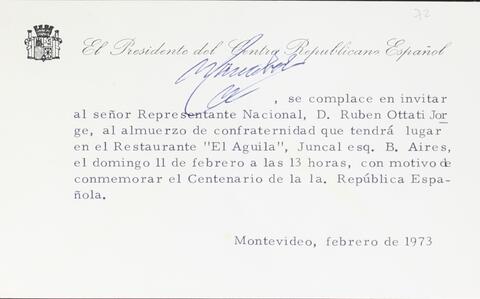 72
El Presidente del Centro Republicano Español
, se complace en invitar
al señor Representante Nacional, D. Ruben Ottati Jor
ge, al almuerzo de confraternidad que tendrá lugar
en el Restaurante "El Aguila", Juncal esq. B. Aires,
el domingo 11 de febrero a las 13 horas, con motivo de
conmemorar el Centenario de la 1a. República Espa-
ñola.
Montevideo, febrero de 1973